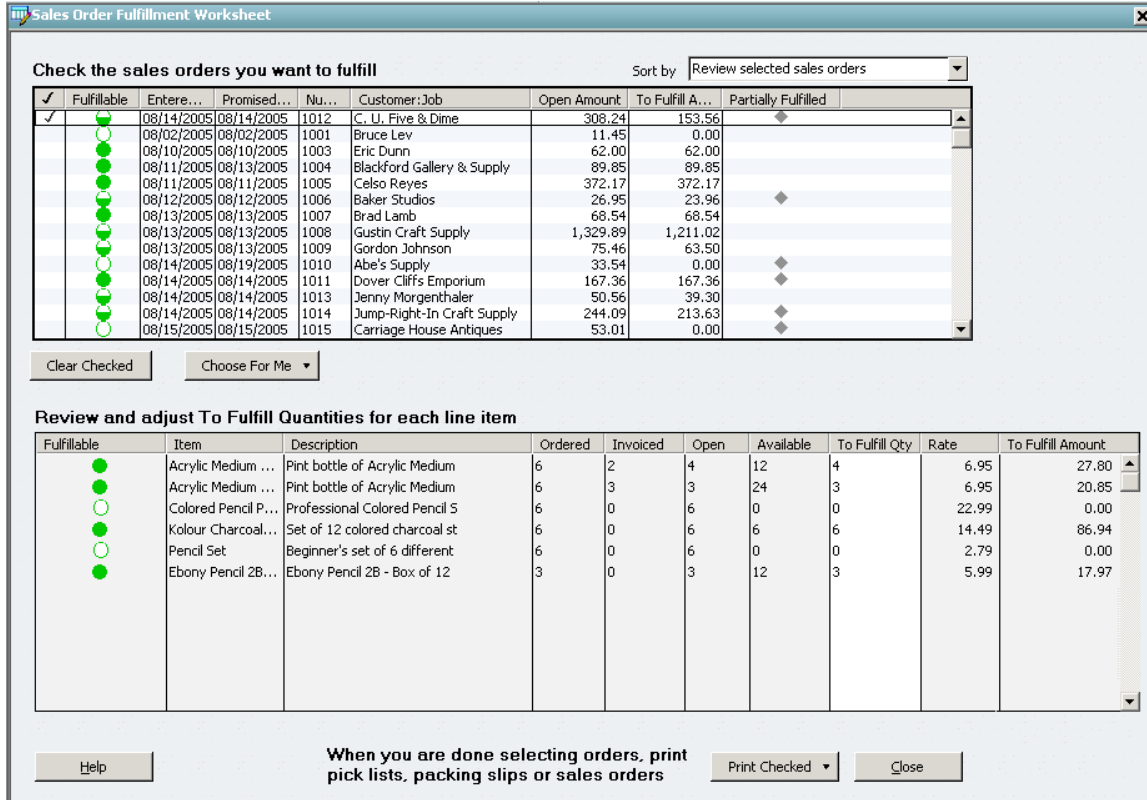 Sales Order Fulfillment Worksheet
Check the sales orders you want to fulfill Sort by Review selected sales orders
✓ Fulfillable Entere... Promised... Nu... Customer:Job Open Amount To Fulfill A... Partially Fulfilled
✓ 08/14/2005 08/14/2005 1012 C. U. Five & Dime 308.24 153.56
08/02/2005 08/02/2005 1001 Bruce Lev 11.45 0.00
08/10/2005 08/10/2005 1003 Eric Dunn 62.00 62.00
08/11/2005 08/13/2005 1004 Blackford Gallery & Supply 89.85 89.85
08/11/2005 08/11/2005 1005 Celso Reyes 372.17 372.17
08/12/2005 08/12/2005 1006 Baker Studios 26.95 23.96
08/13/2005 08/13/2005 1007 Brad Lamb 68.54 68.54
08/13/2005 08/13/2005 1008 Gustin Craft Supply 1,329.89 1,211.02
08/13/2005 08/13/2005 1009 Gordon Johnson 75.46 63.50
08/14/2005 08/19/2005 1010 Abe's Supply 33.54 0.00
08/14/2005 08/14/2005 1011 Dover Cliffs Emporium 167.36 167.36
08/14/2005 08/14/2005 1013 Jenny Morgenthaler 50.56 39.30
08/14/2005 08/14/2005 1014 Jump-Right-In Craft Supply 244.09 213.63
08/15/2005 08/15/2005 1015 Carriage House Antiques 53.01 0.00
Clear Checked Choose For Me
Review and adjust To Fulfill Quantities for each line item
Fulfillable Item Description Ordered Invoiced Open Available To Fulfill Qty Rate To Fulfill Amount
Acrylic Medium ... Pint bottle of Acrylic Medium 6 2 4 12 4 6.95 27.80
Acrylic Medium ... Pint bottle of Acrylic Medium 6 3 3 24 3 6.95 20.85
Colored Pencil P... Professional Colored Pencil S 6 0 6 0 0 22.99 0.00
Kolour Charcoal... Set of 12 colored charcoal st 6 0 6 6 6 14.49 86.94
Pencil Set Beginner's set of 6 different 6 0 6 0 0 2.79 0.00
Ebony Pencil 2B... Ebony Pencil 2B - Box of 12 3 0 3 12 3 5.99 17.97
Help When you are done selecting orders, print Print Checked Close
pick lists, packing slips or sales orders